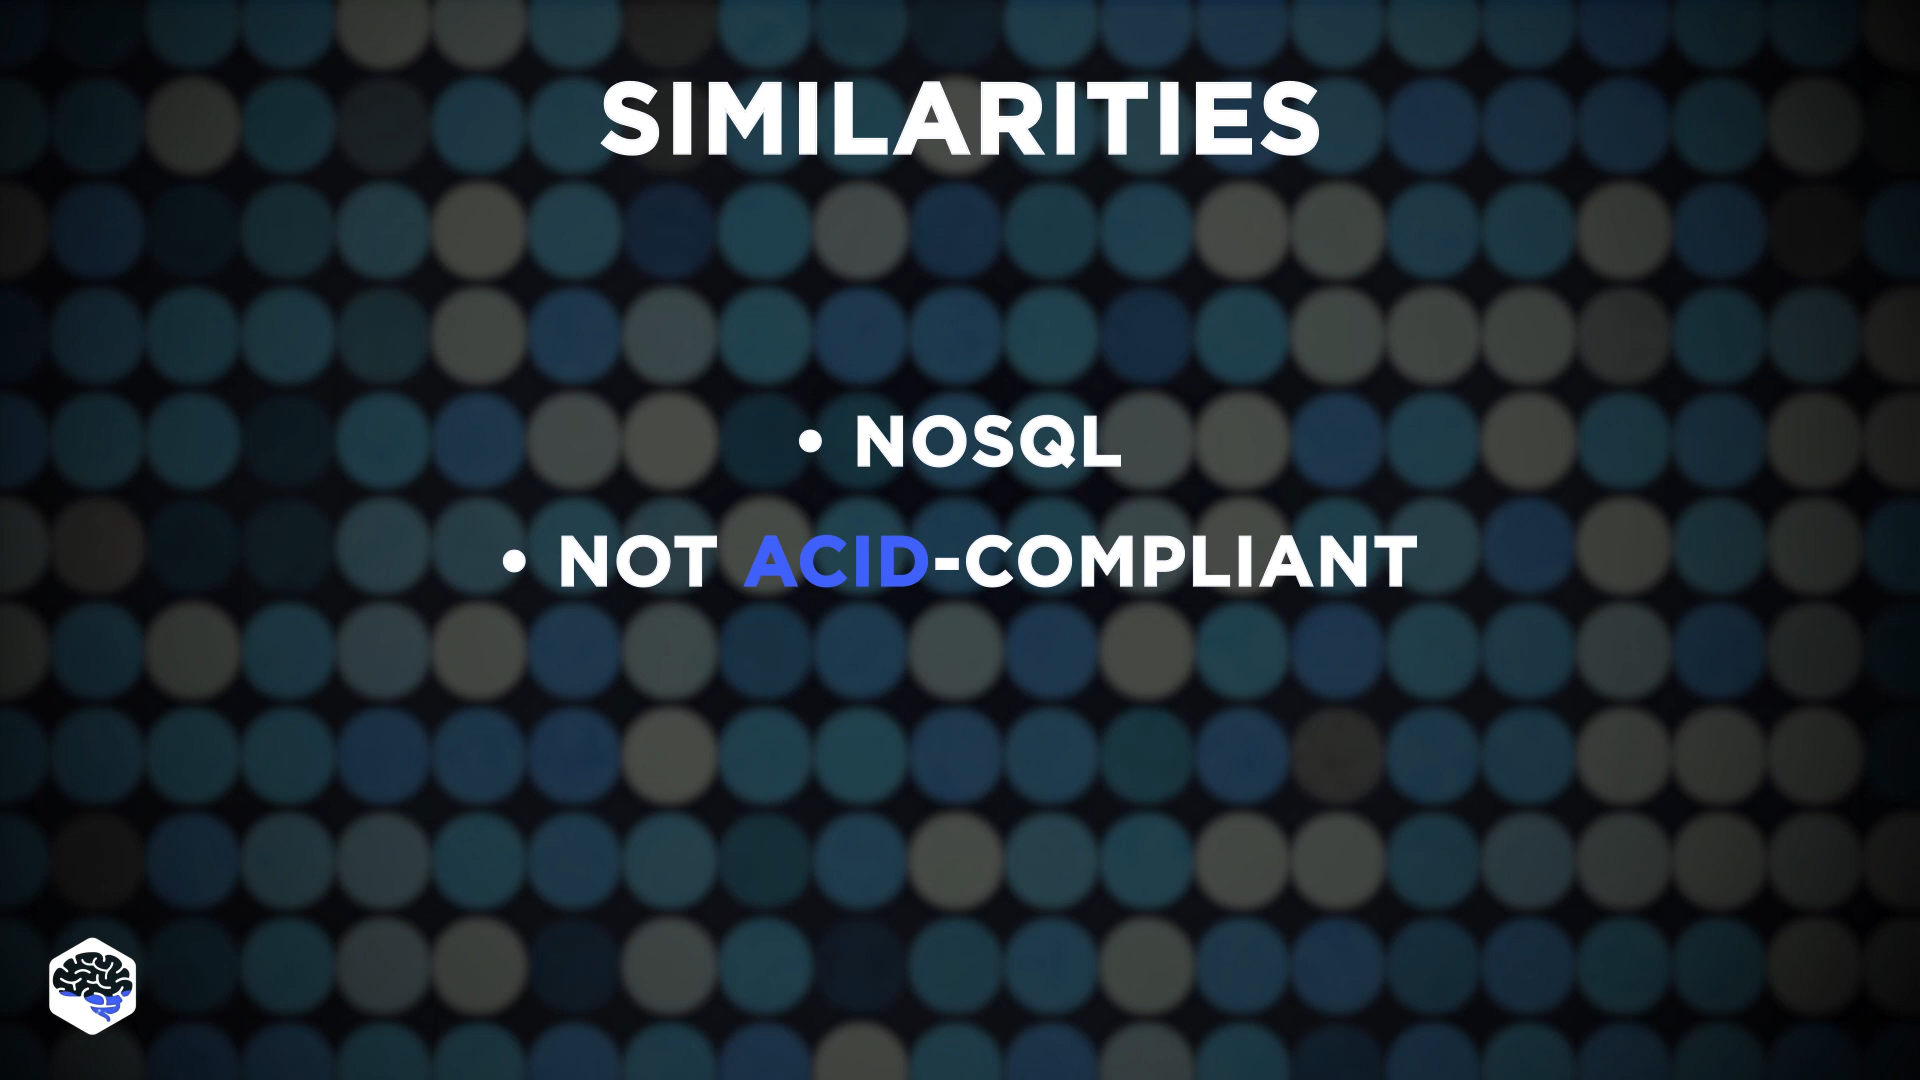 SIMILARITIES
• NOSQL
• NOT ACID-COMPLIANT